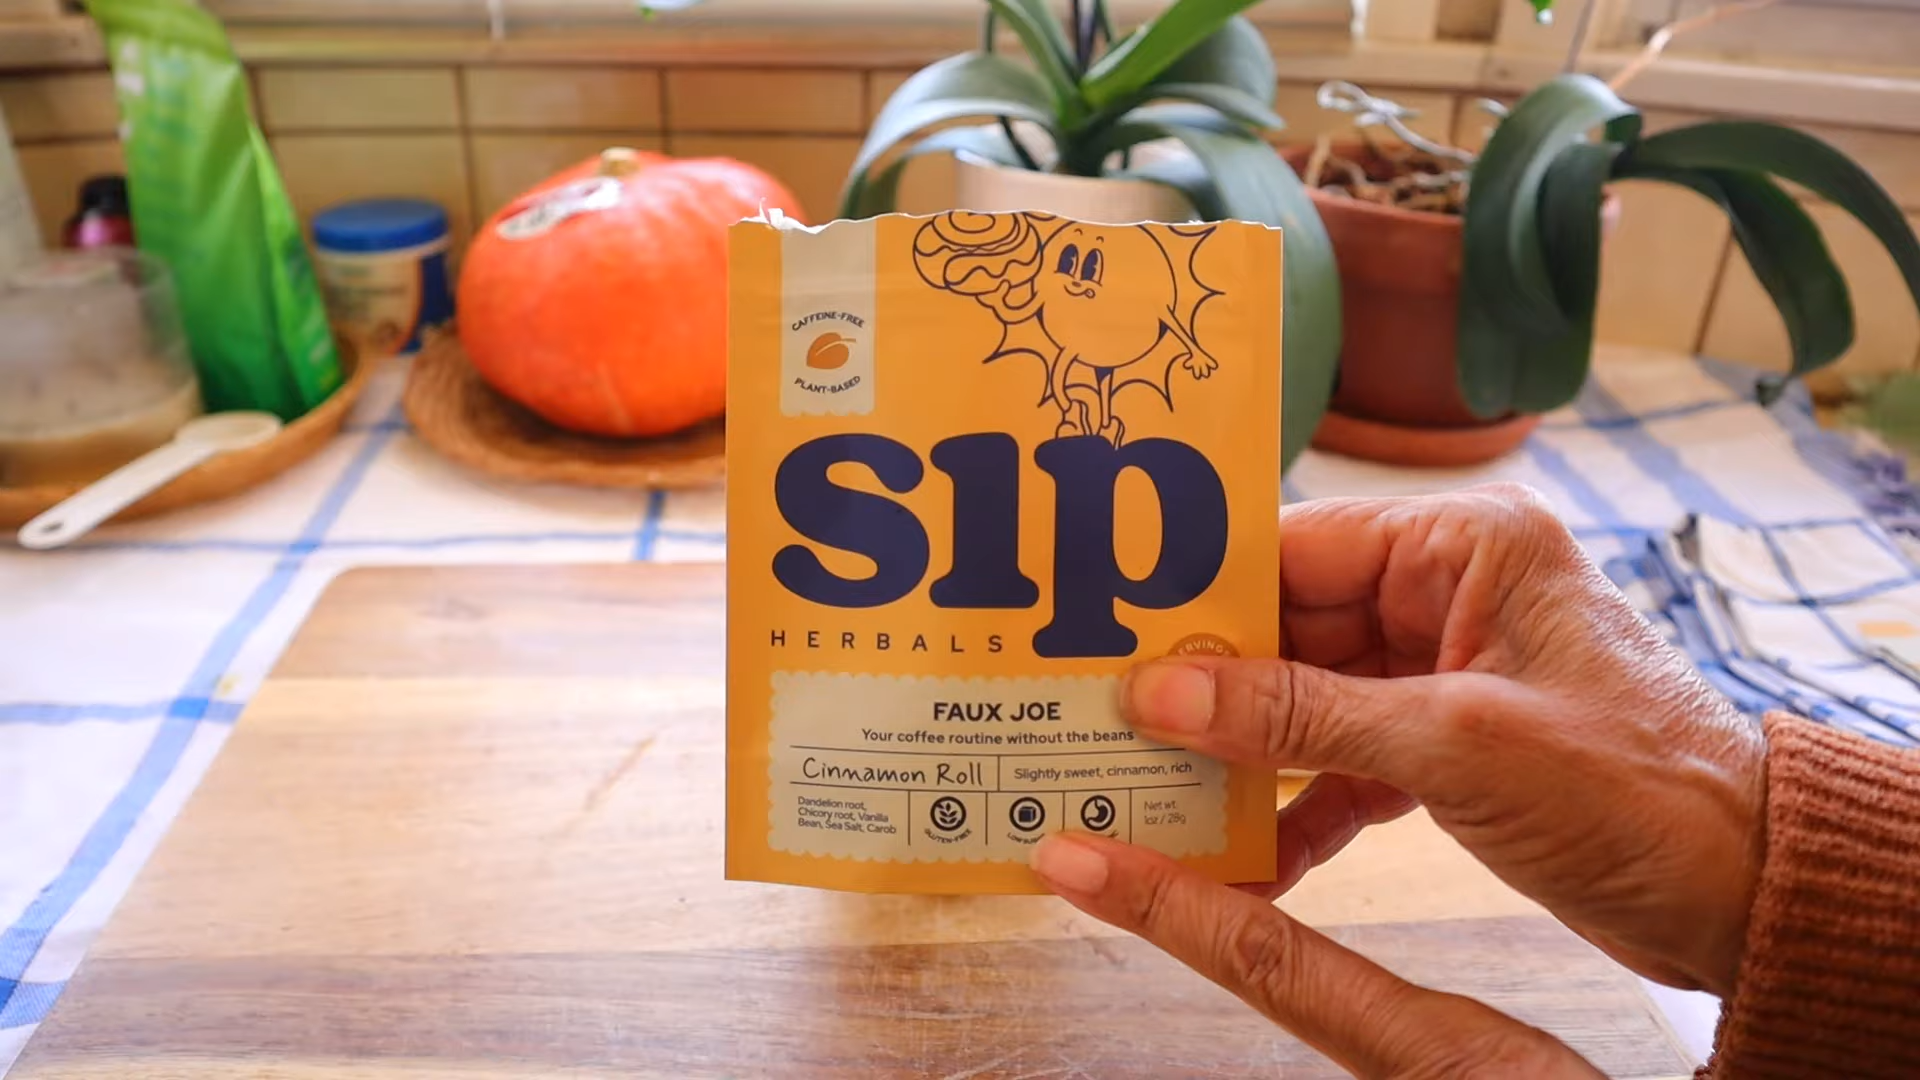 CAFFEINE-FREE
PLANT-BASED
sip
HERBALS
FAUX JOE
Your coffee routine without the beans
Cinnamon Roll
Slightly sweet, cinnamon, rich
Dandelion root,
Chicory root, Vanilla
Bean, Sea Salt, Carob
GLUTEN-FREE
Net wt.
1oz / 28g